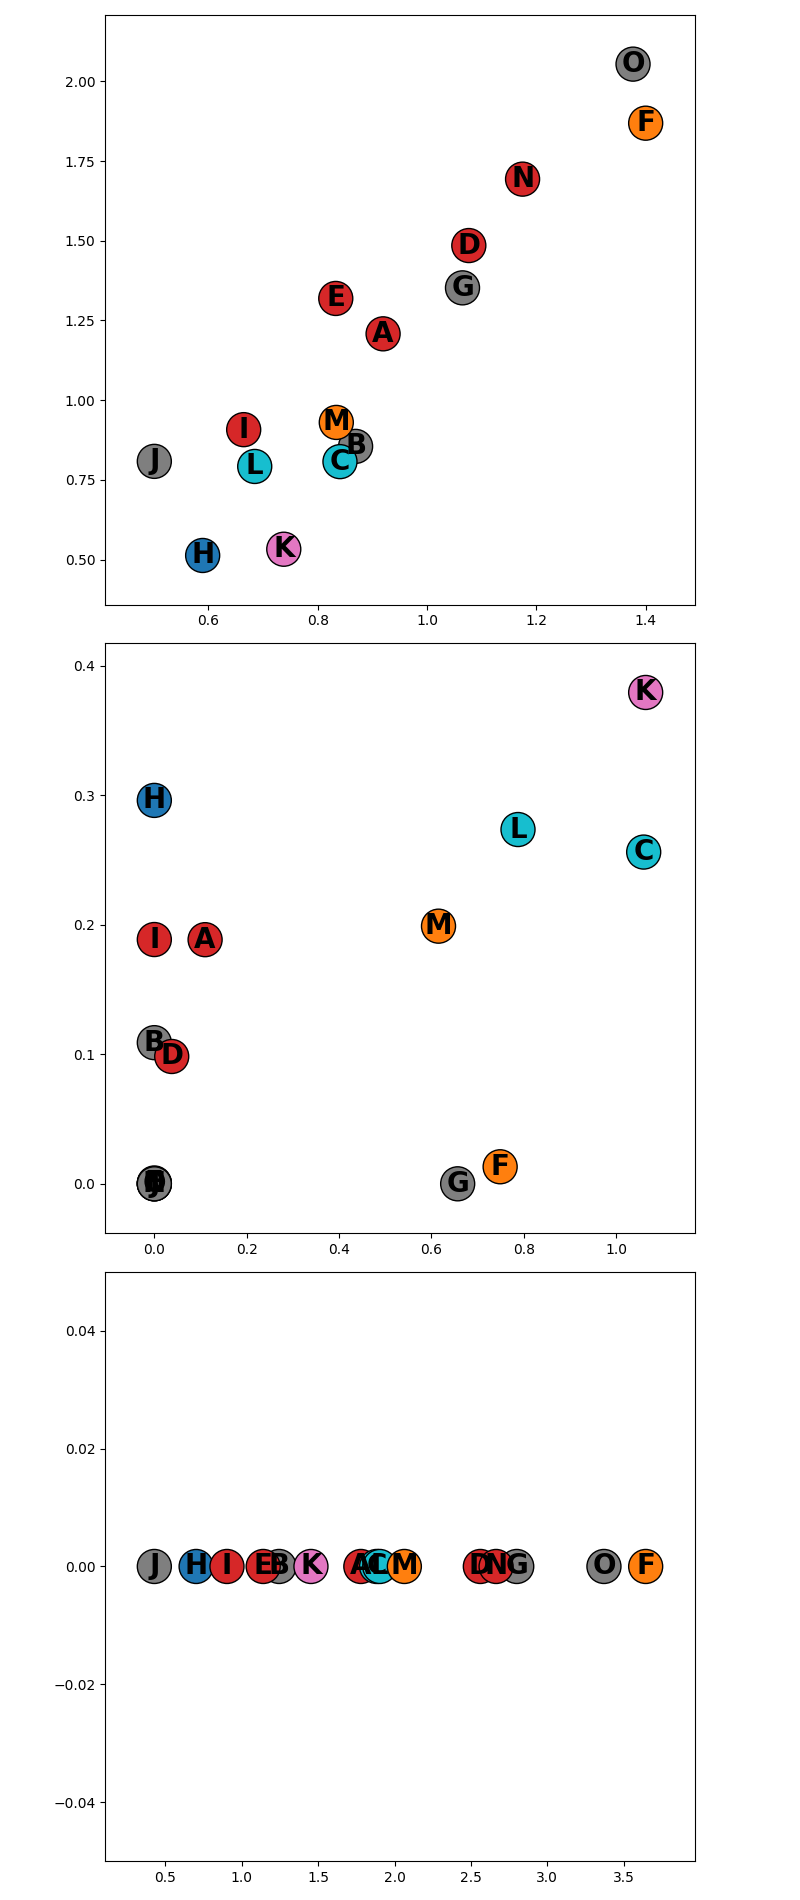 2.00
1.75
1.50
1.25
1.00
0.75
0.50
O
F
N
D
G
E
A
M
B
C
I
J
L
H
K
0.6 0.8 1.0 1.2 1.4
0.4
0.3
0.2
0.1
0.0
K
H
L
C
M
I A
B
D
F
G
J
0.0 0.2 0.4 0.6 0.8 1.0
0.04
0.02
0.00
−0.02
−0.04
J H I E B K A C M D N G O F
0.5 1.0 1.5 2.0 2.5 3.0 3.5